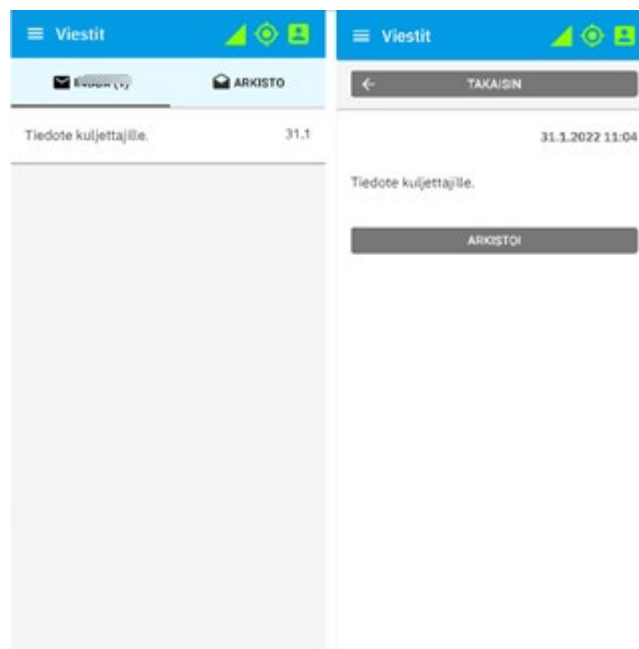 Viestit
ARKISTO
Tiedote kuljettajille. 31.1
Viestit
TAKAISIN
31.1.2022 11:04
Tiedote kuljettajille.
ARKISTOI